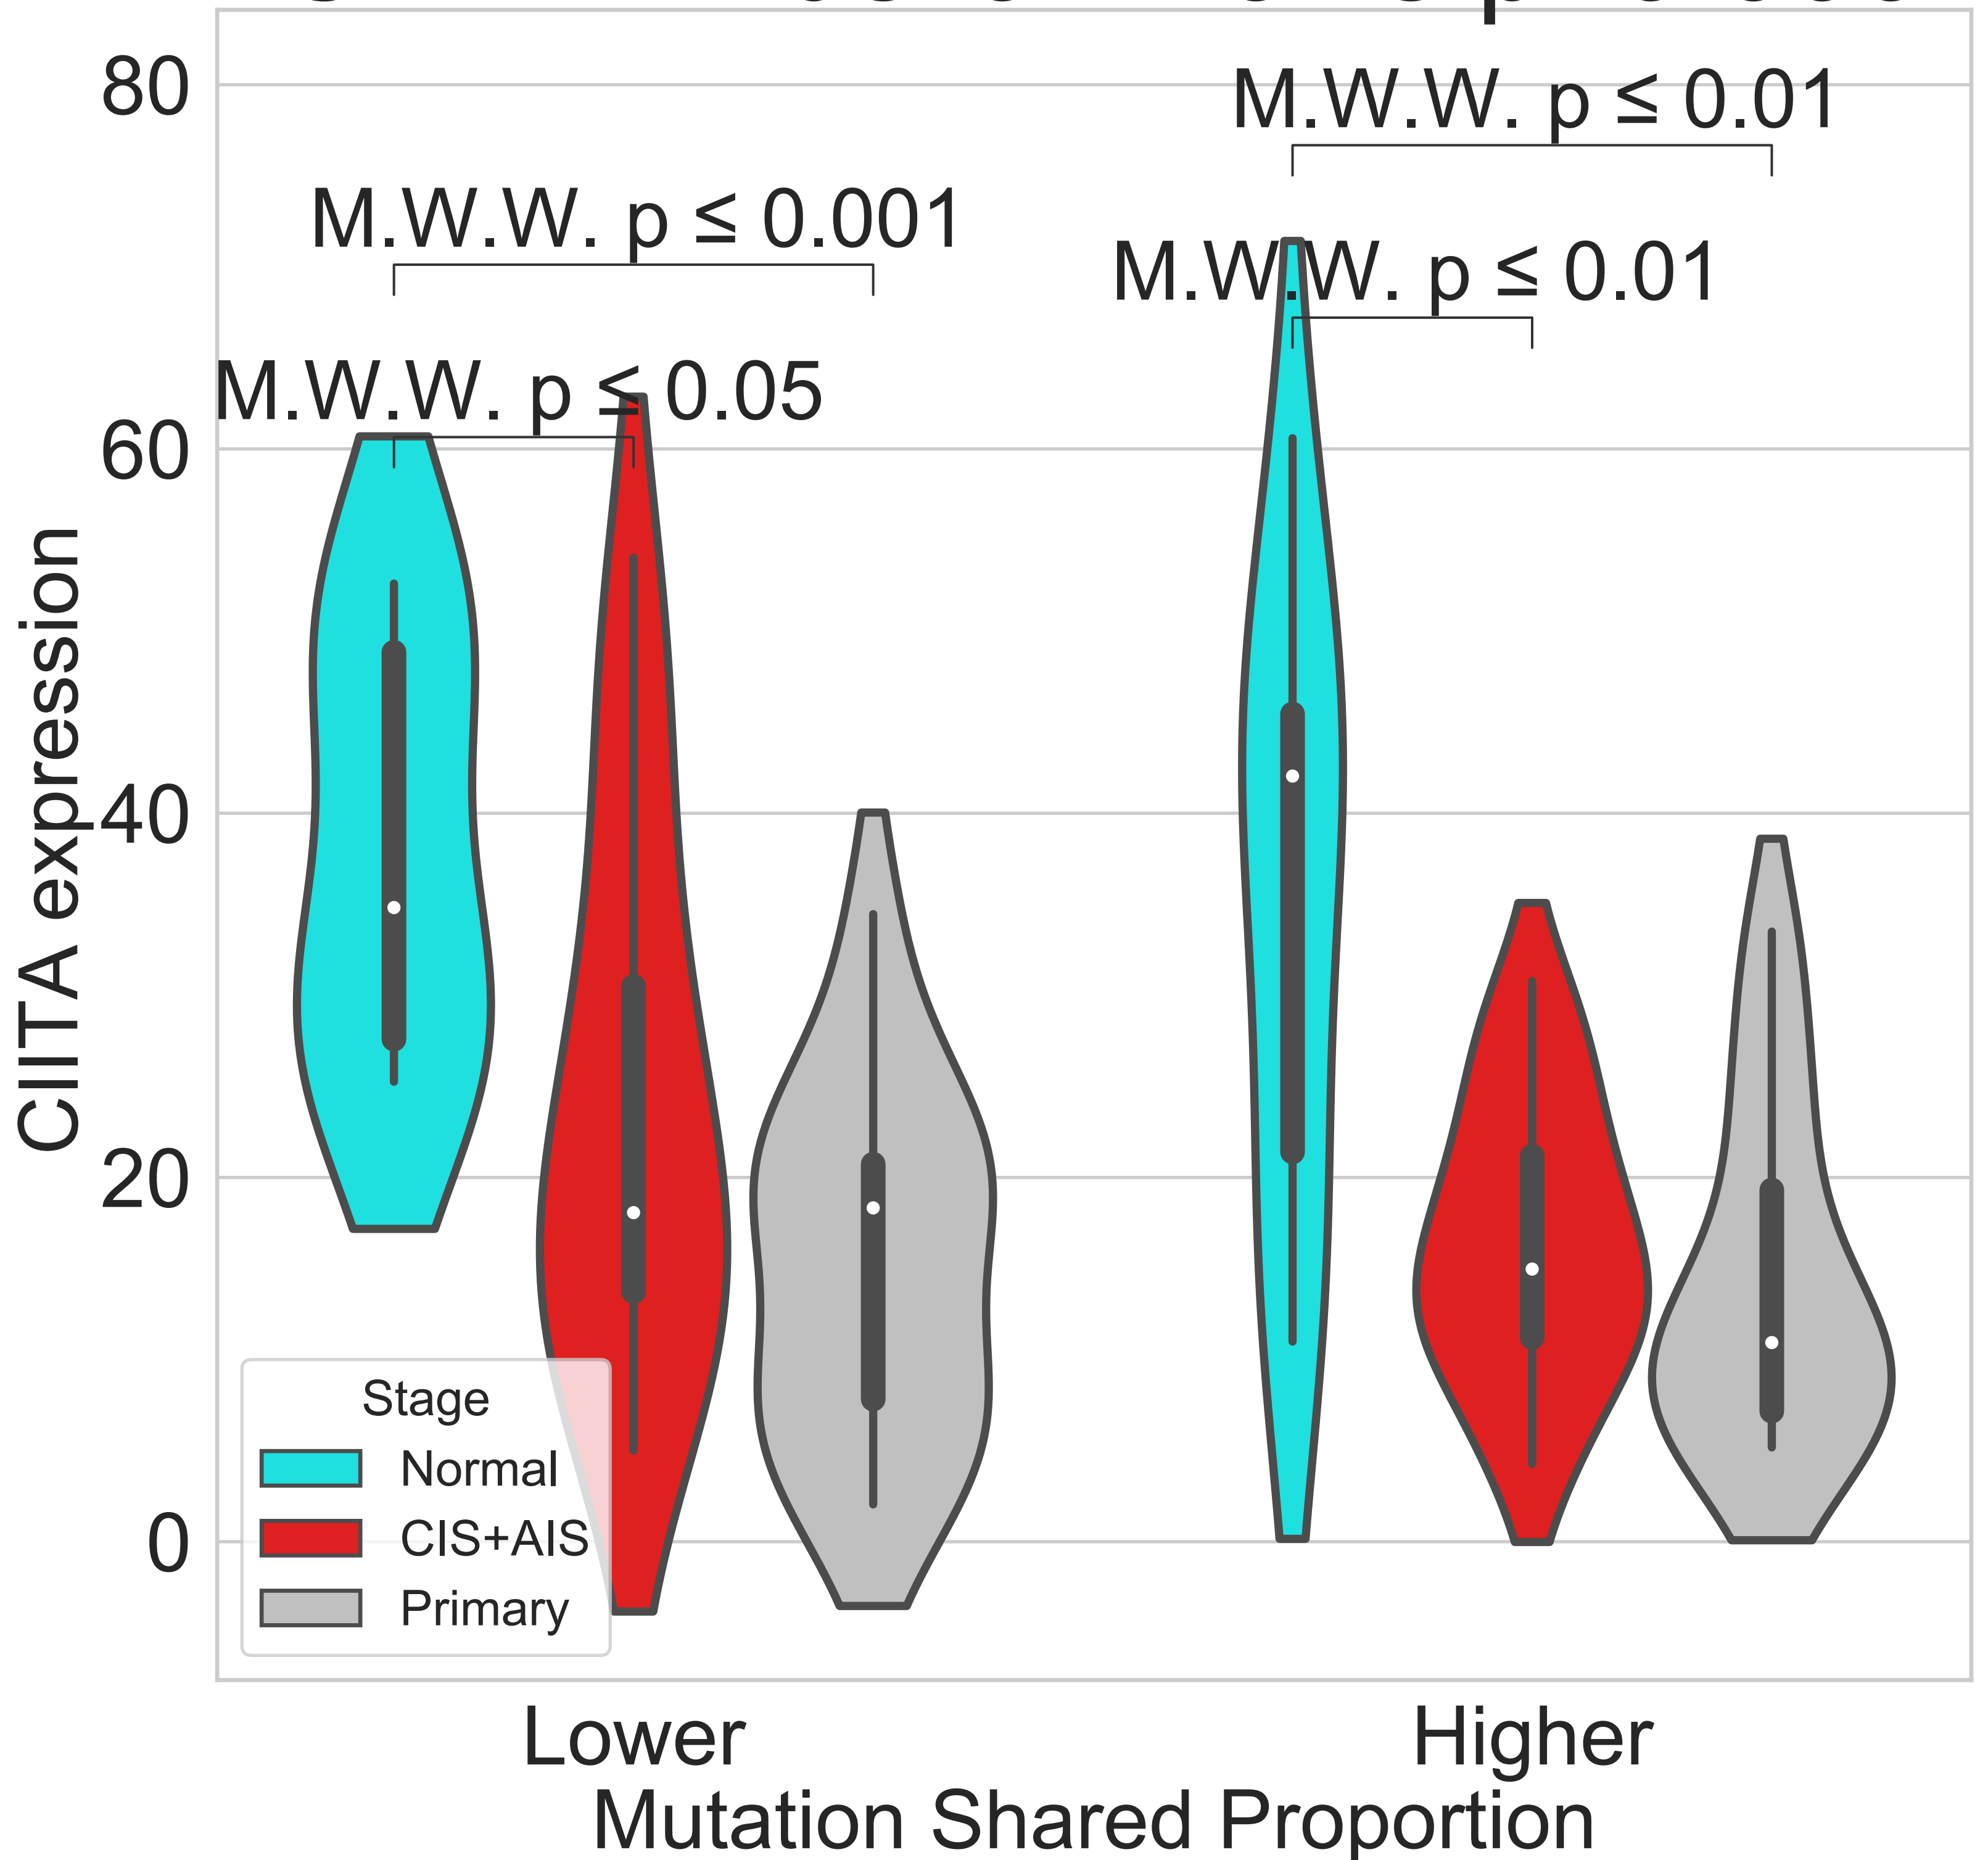 80
M.W.W. p ≤ 0.01
M.W.W. p ≤ 0.001
M.W.W. p ≤ 0.01
M.W.W. p ≤ 0.05
60
40
20
0
CIITA expression
Stage
Normal
CIS+AIS
Primary
Lower
Higher
Mutation Shared Proportion